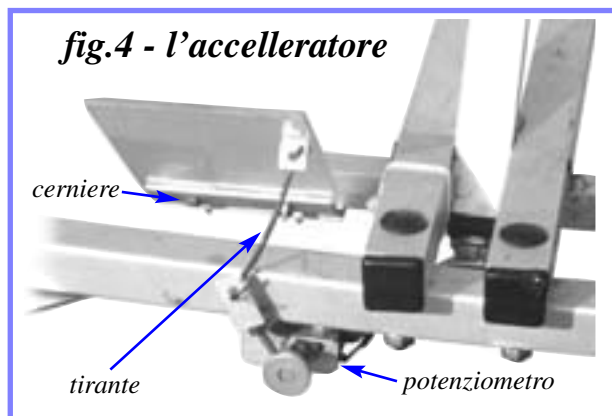 fig.4 - l'accelleratore
cerniere
tirante
potenziometro